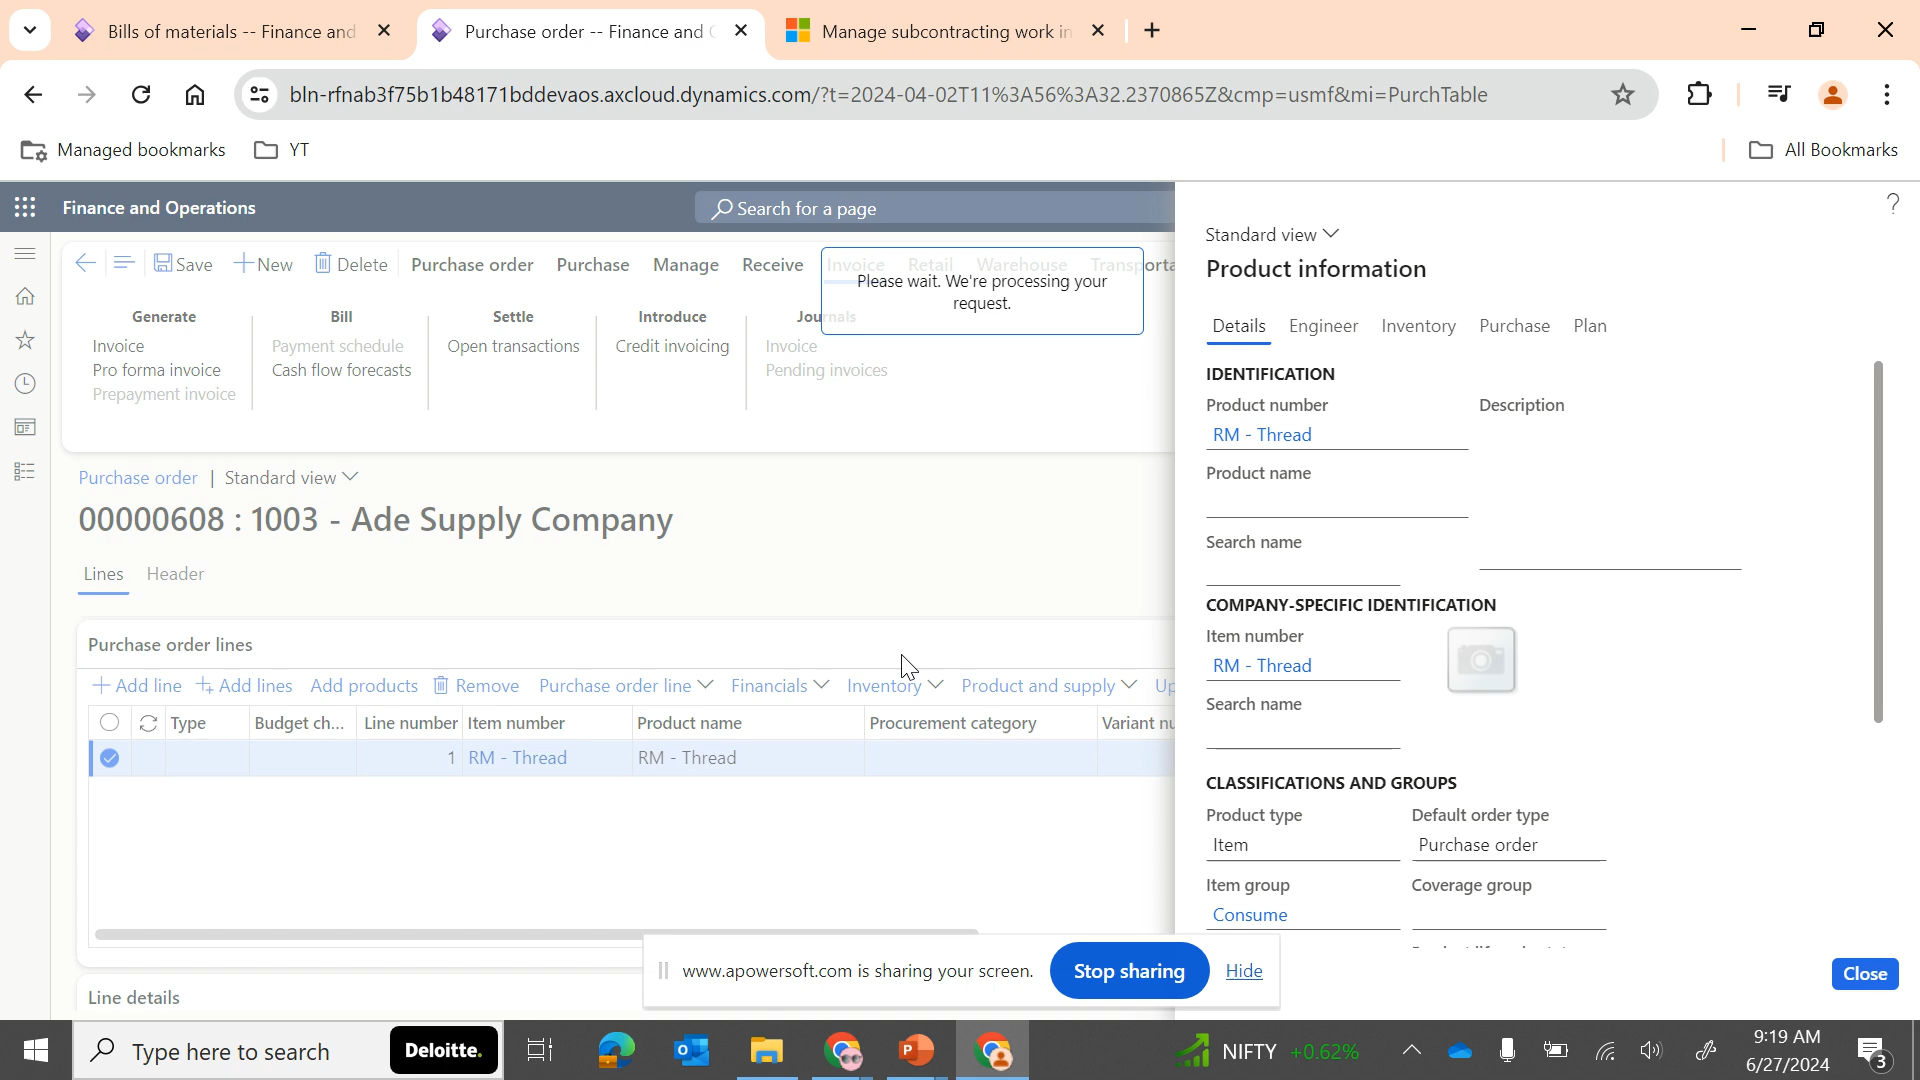 Bills of materials -- Finance and
Purchase order -- Finance and
Manage subcontracting work in
bln-rfnab3f75b1b48171bddevaos.axcloud.dynamics.com/?t=2024-04-02T11%3A56%3A32.2370865Z&cmp=usmf&mi=PurchTable
Managed bookmarks
YT
All Bookmarks
Finance and Operations
Search for a page
?
Save
New
Delete
Purchase order
Purchase
Manage
Receive
Invoice
Retail
Warehouse
Transporta
Please wait. We're processing your
request.
Generate
Invoice
Pro forma invoice
Prepayment invoice
Bill
Payment schedule
Cash flow forecasts
Settle
Open transactions
Introduce
Credit invoicing
Journals
Invoice
Pending invoices
Purchase order | Standard view
00000608 : 1003 - Ade Supply Company
Lines
Header
Purchase order lines
Add line
Add lines
Add products
Remove
Purchase order line
Financials
Inventory
Product and supply
Up
Type
Budget ch...
Line number
Item number
Product name
Procurement category
Variant nu
1
RM - Thread
RM - Thread
Line details
Standard view
Product information
Details
Engineer
Inventory
Purchase
Plan
IDENTIFICATION
Product number
RM - Thread
Description
Product name
Search name
COMPANY-SPECIFIC IDENTIFICATION
Item number
RM - Thread
Search name
CLASSIFICATIONS AND GROUPS
Product type
Item
Default order type
Purchase order
Item group
Consume
Coverage group
Close
www.apowersoft.com is sharing your screen.
Stop sharing
Hide
Type here to search
Deloitte.
NIFTY +0.62%
9:19 AM
6/27/2024
3